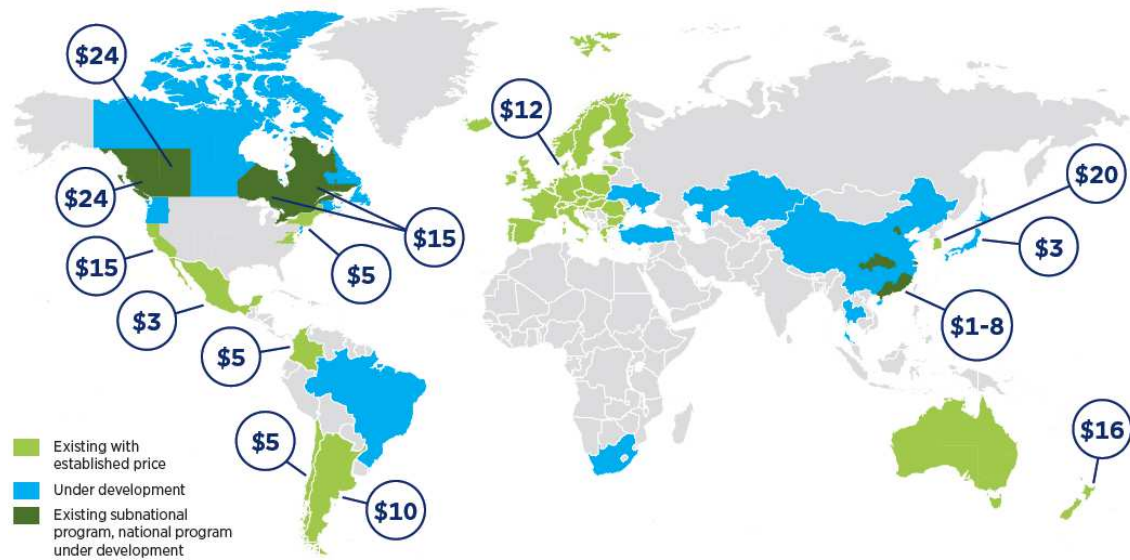 $24
$12
$20
$24
$15
$3
$15
$5
$3
$1-8
$5
$5
$16
$10
Existing with
established price
Under development
Existing subnational
program, national program
under development